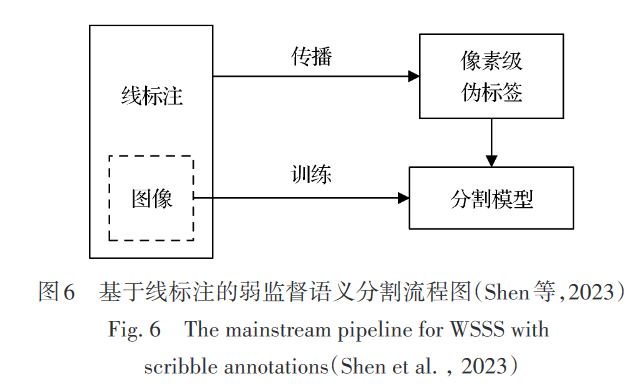 线标注
传播
像素级
伪标签
图像
训练
分割模型
图6 基于线标注的弱监督语义分割流程图(Shen等,2023)
Fig. 6 The mainstream pipeline for WSSS with
scribble annotations(Shen et al. , 2023)